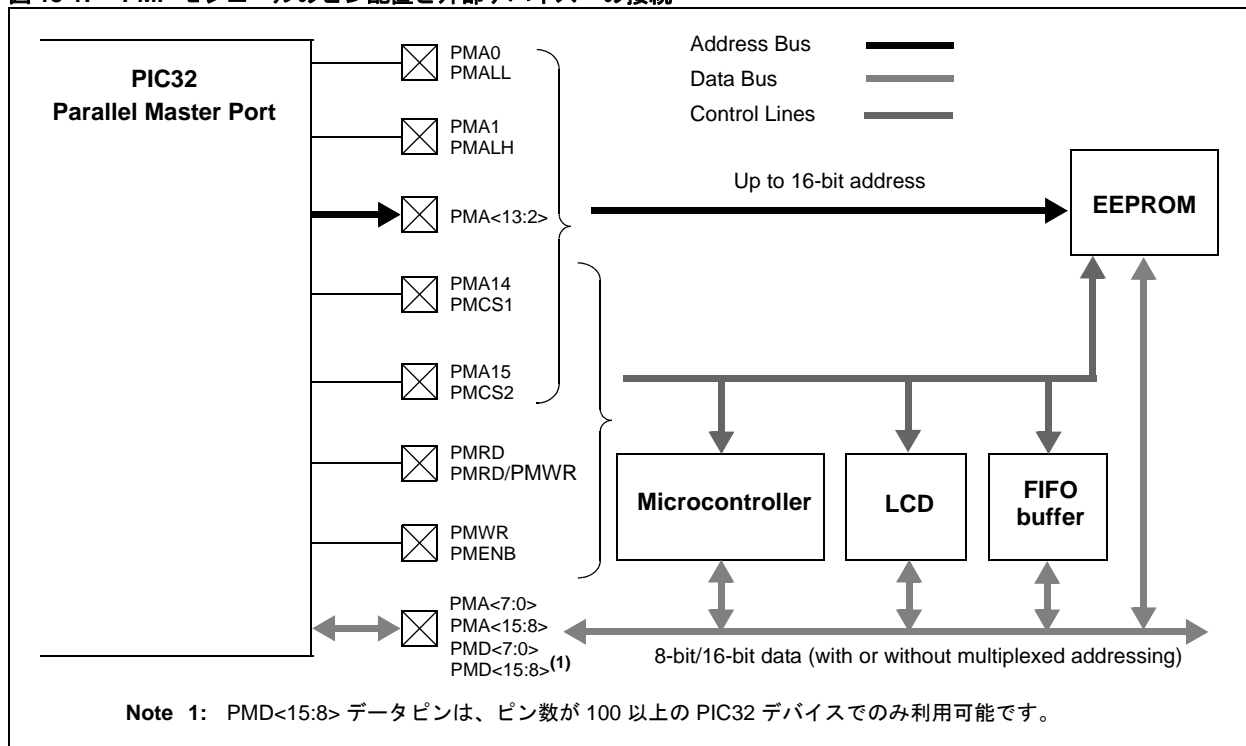 PIC32
Parallel Master Port
PMA0
PMALL
PMA1
PMALH
PMA<13:2>
PMA14
PMCS1
PMA15
PMCS2
PMRD
PMRD/PMWR
PMWR
PMENB
PMA<7:0>
PMA<15:8>
PMD<7:0>
PMD<15:8>(1)
Address Bus
Data Bus
Control Lines
Up to 16-bit address
EEPROM
Microcontroller
LCD
FIFO
buffer
8-bit/16-bit data (with or without multiplexed addressing)
Note 1: PMD<15:8> データピンは、ピン数が 100 以上の PIC32 デバイスでのみ利用可能です。